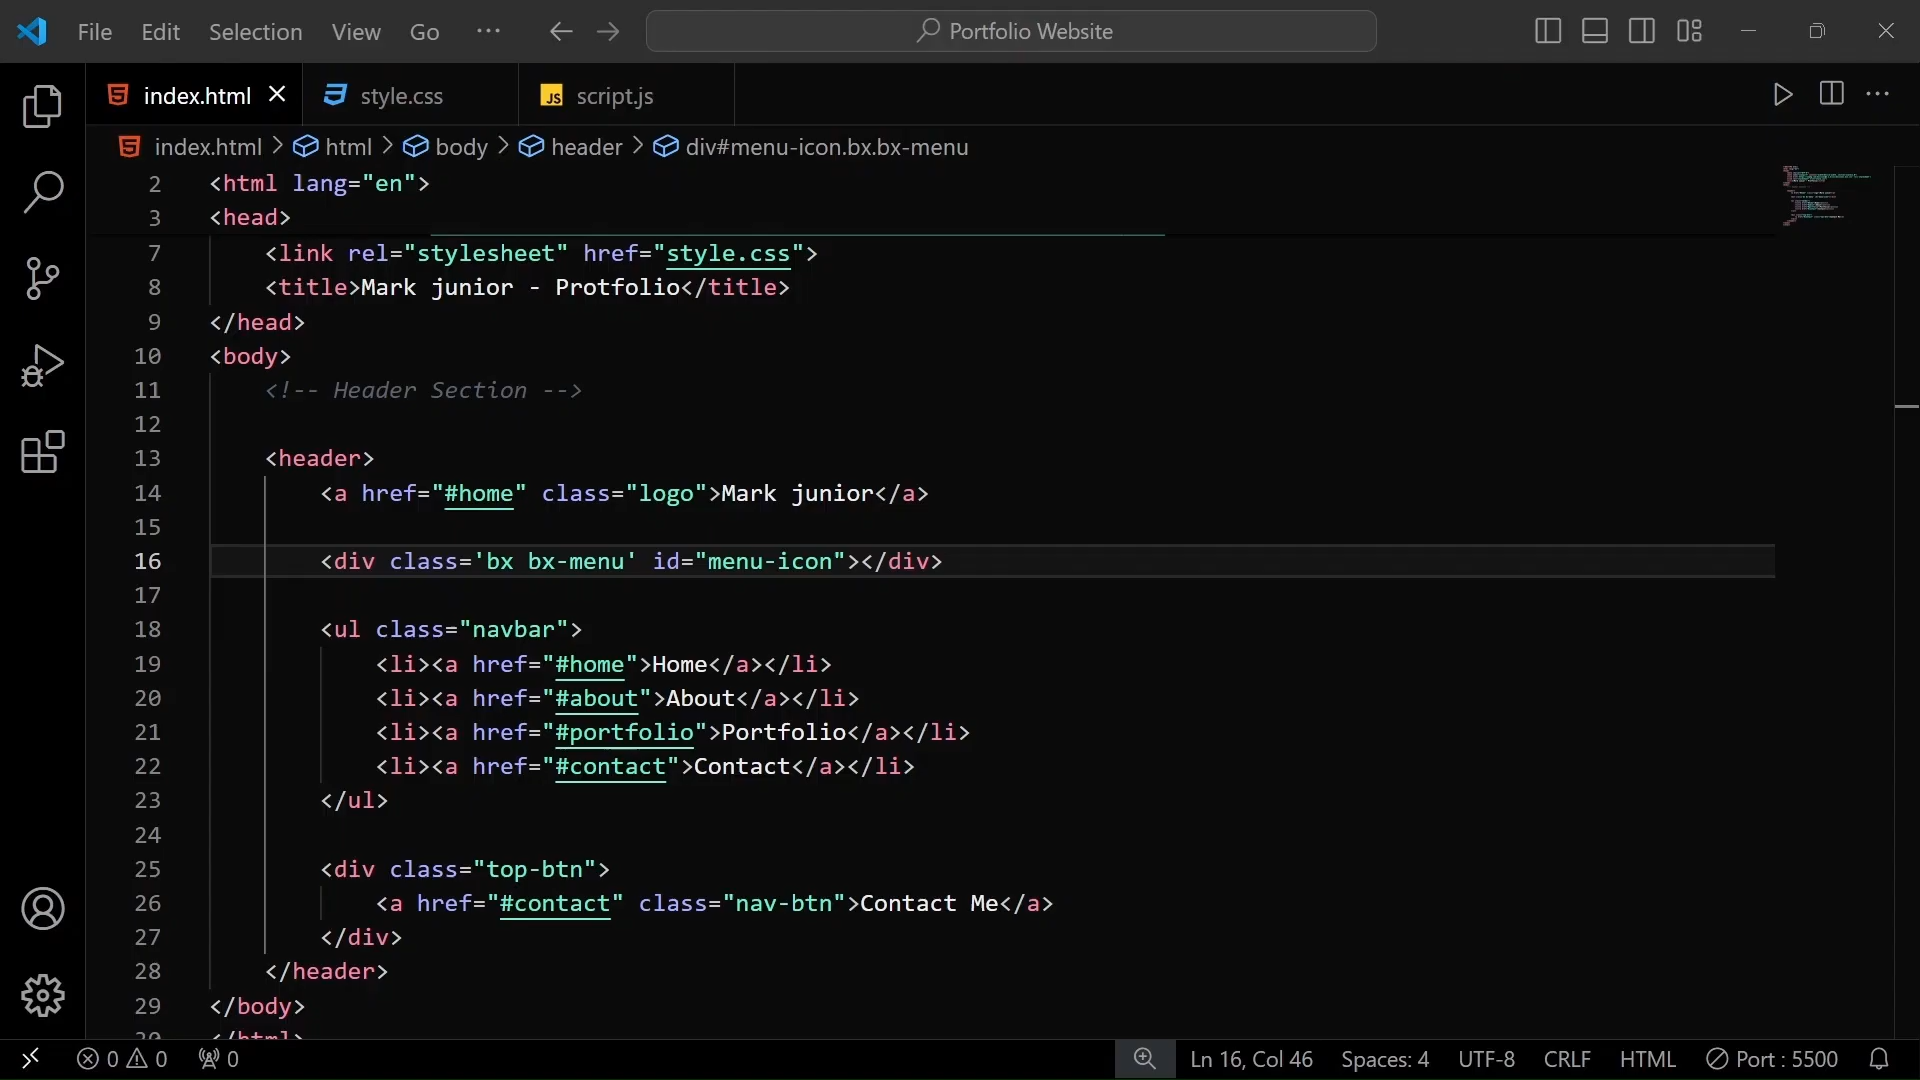 File Edit Selection View Go ··· Portfolio Website
index.html style.css JS script.js
index.html > html > body > header > div#menu-icon.bx.bx-menu
2 <html lang="en">
3 <head>
7 <link rel="stylesheet" href="style.css">
8 <title>Mark junior - Protfolio</title>
9 </head>
10 <body>
11 <!-- Header Section -->
12
13 <header>
14 <a href="#home" class="logo">Mark junior</a>
15
16 <div class='bx bx-menu' id="menu-icon"></div>
17
18 <ul class="navbar">
19 <li><a href="#home">Home</a></li>
20 <li><a href="#about">About</a></li>
21 <li><a href="#portfolio">Portfolio</a></li>
22 <li><a href="#contact">Contact</a></li>
23 </ul>
24
25 <div class="top-btn">
26 <a href="#contact" class="nav-btn">Contact Me</a>
27 </div>
28 </header>
29 </body>
30 </html>
0 0 0 Ln 16, Col 46 Spaces: 4 UTF-8 CRLF HTML Port : 5500